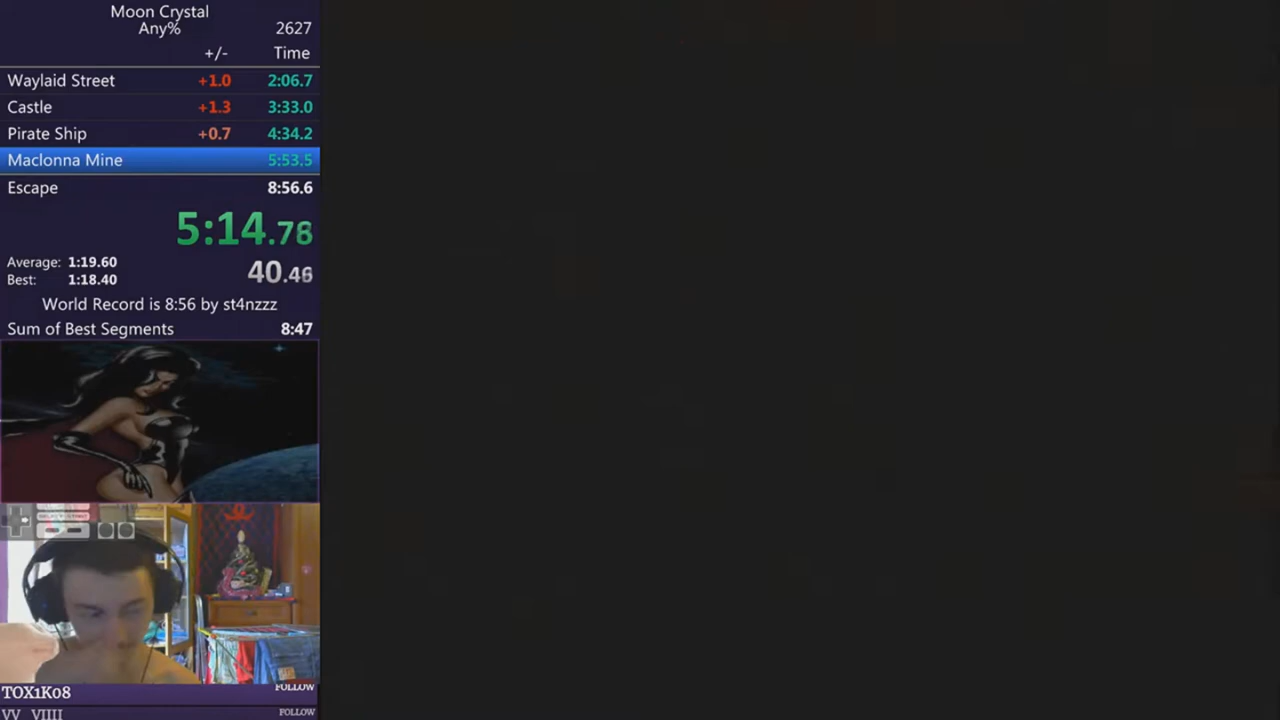 Moon Crystal
Any% 2627
+/- Time
Waylaid Street +1.0 2:06.7
Castle +1.3 3:33.0
Pirate Ship +0.7 4:34.2
Maclonna Mine 5:53.5
Escape 8:56.6
5:14.78
Average: 1:19.60
Best: 1:18.40
40.46
World Record is 8:56 by st4nzzz
Sum of Best Segments 8:47
TOX1K08 FOLLOW
FOLLOW